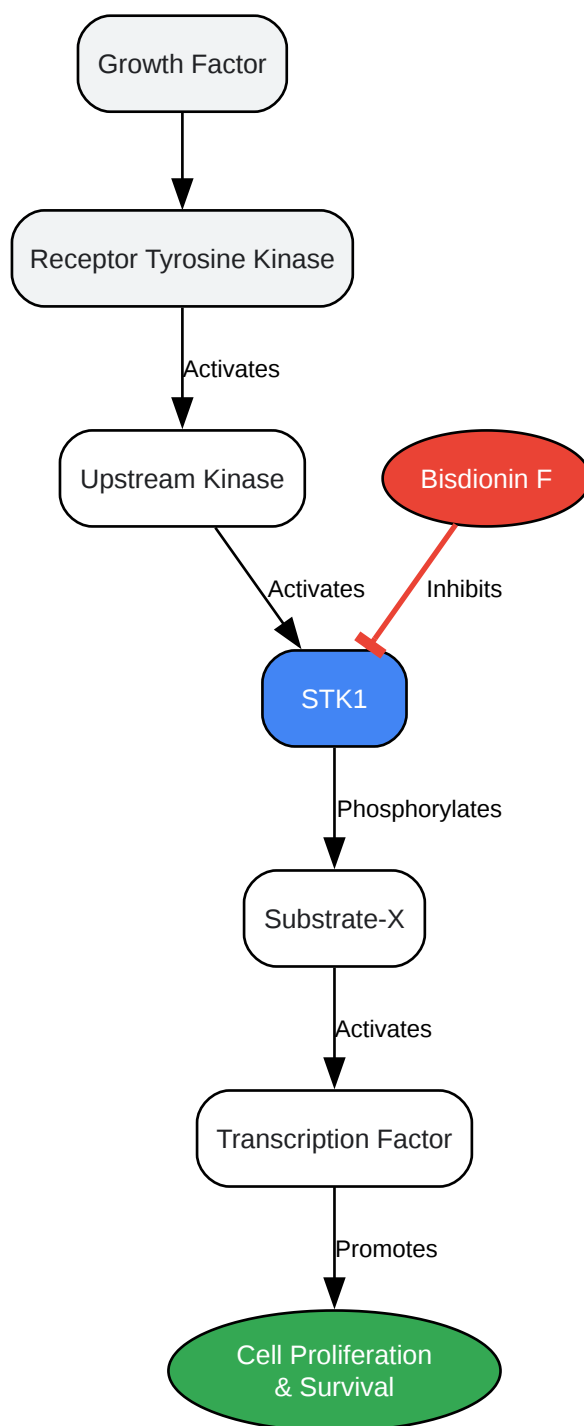 Growth Factor
Receptor Tyrosine Kinase
Activates
Upstream Kinase
Bisdionin F
Activates
Inhibits
STK1
Phosphorylates
Substrate-X
Activates
Transcription Factor
Promotes
Cell Proliferation
& Survival